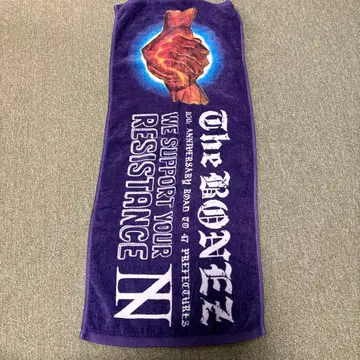 The BONEZ
10th ANNIVERSARY ROAD TO 47 PREFECTURES
WE SUPPORT YOUR
RESISTANCE
N